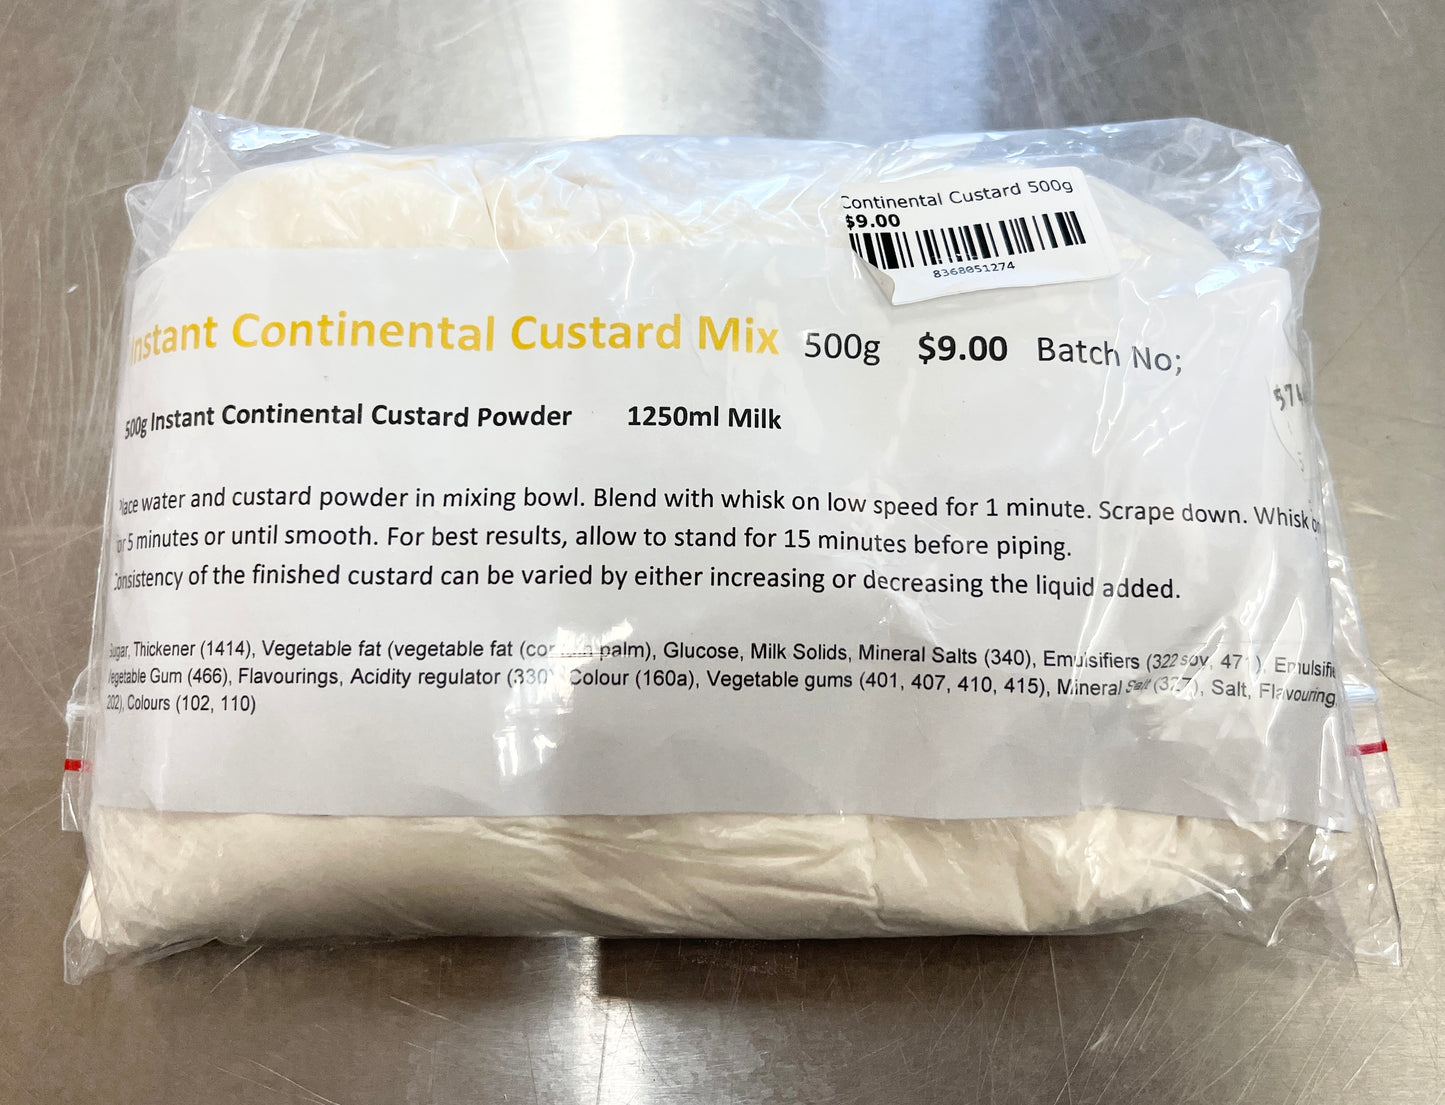 Continental Custard 500g
$9.00
8368051274
Instant Continental Custard Mix 500g $9.00 Batch No;
500g Instant Continental Custard Powder 1250ml Milk
Place water and custard powder in mixing bowl. Blend with whisk on low speed for 1 minute. Scrape down. Whisk
for 5 minutes or until smooth. For best results, allow to stand for 15 minutes before piping.
Consistency of the finished custard can be varied by either increasing or decreasing the liquid added.
Sugar, Thickener (1414), Vegetable fat (vegetable fat ( palm), Glucose, Milk Solids, Mineral Salts (340), Emulsifiers (322 soy, 471), Emulsifie
Vegetable Gum (466), Flavourings, Acidity regulator (330) Colour (160a), Vegetable gums (401, 407, 410, 415), Mineral Salt (327), Salt, Flavouring,
202), Colours (102, 110)